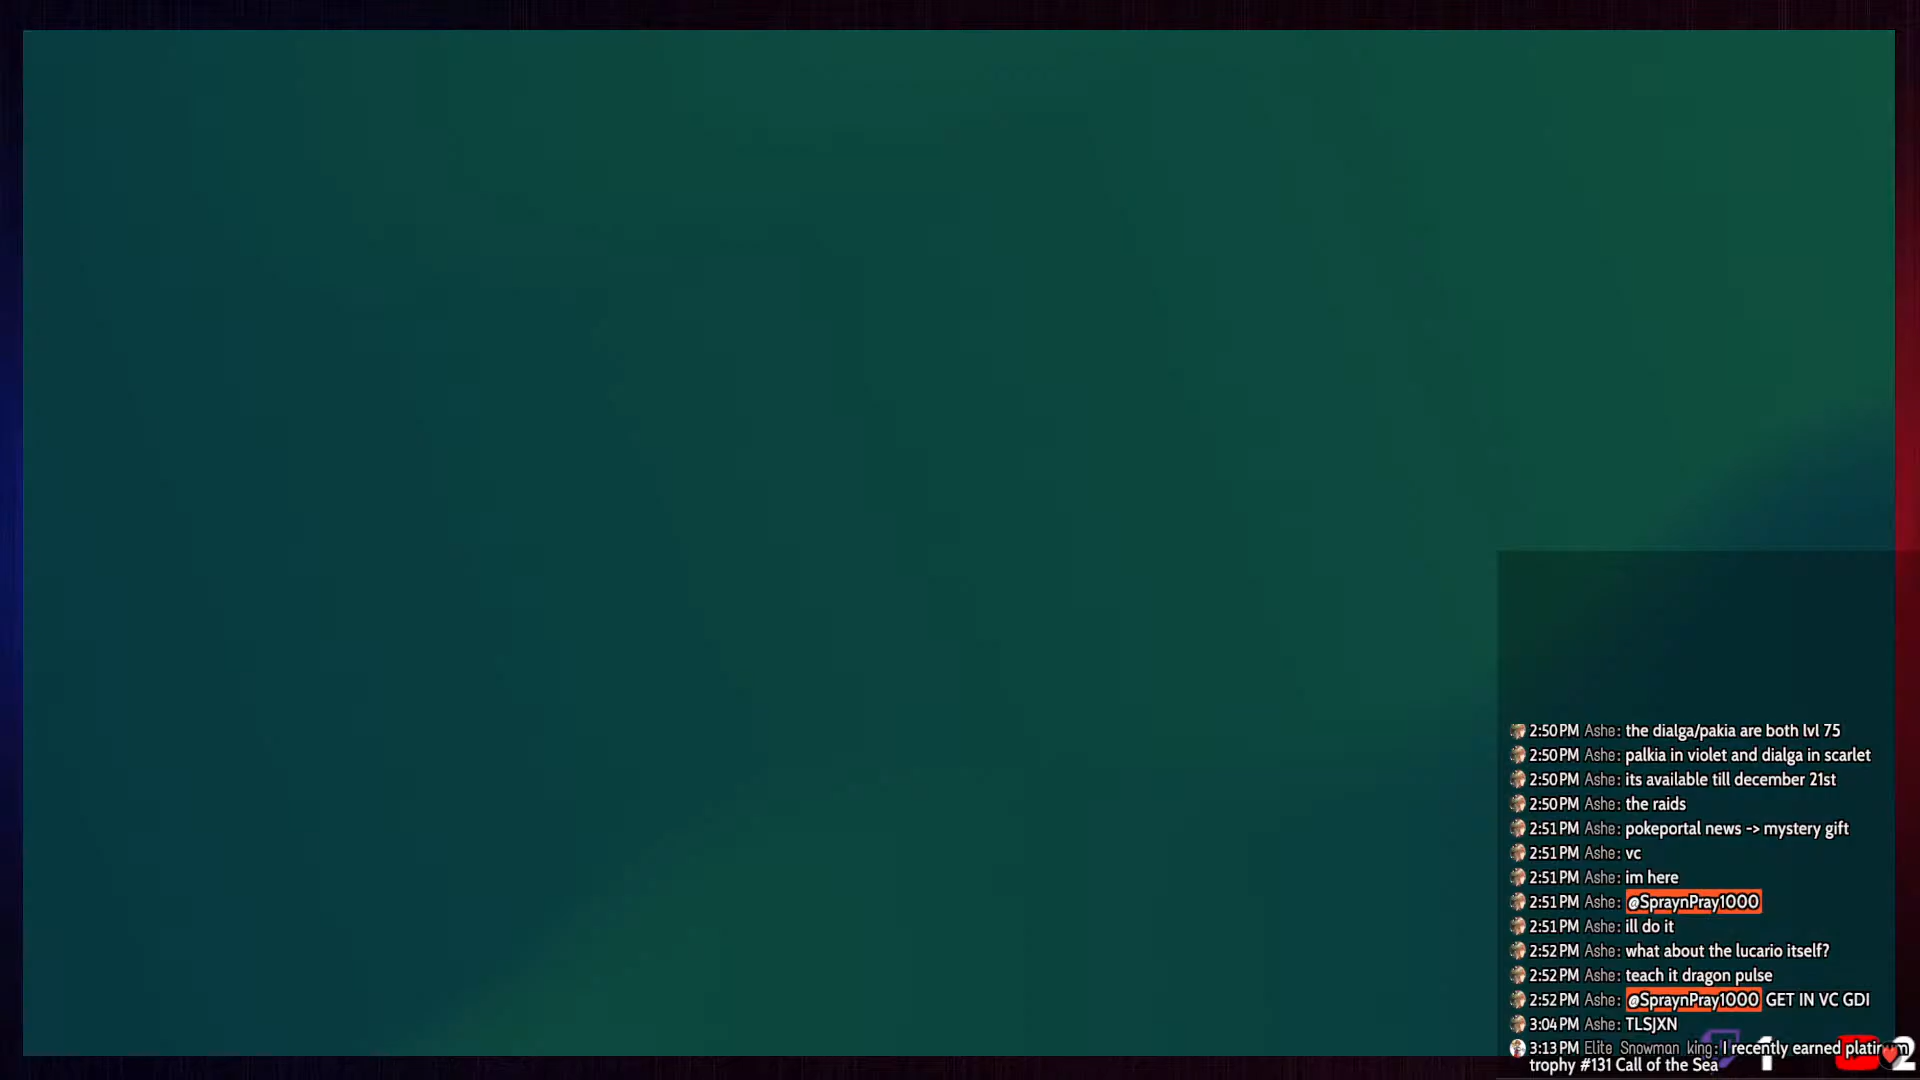 2:50 PM Ashe: the dialga/pakia are both lvl 75
2:50 PM Ashe: palkia in violet and dialga in scarlet
2:50 PM Ashe: its available till december 21st
2:50 PM Ashe: the raids
2:51 PM Ashe: pokeportal news -> mystery gift
2:51 PM Ashe: vc
2:51 PM Ashe: im here
2:51 PM Ashe: @SpraynPray1000
2:51 PM Ashe: ill do it
2:52 PM Ashe: what about the lucario itself?
2:52 PM Ashe: teach it dragon pulse
2:52 PM Ashe: @SpraynPray1000 GET IN VC GDI
3:04 PM Ashe: TLSJXN
3:13 PM Elite_Snowman_king: I recently earned platinum
trophy #131 Call of the Sea
2